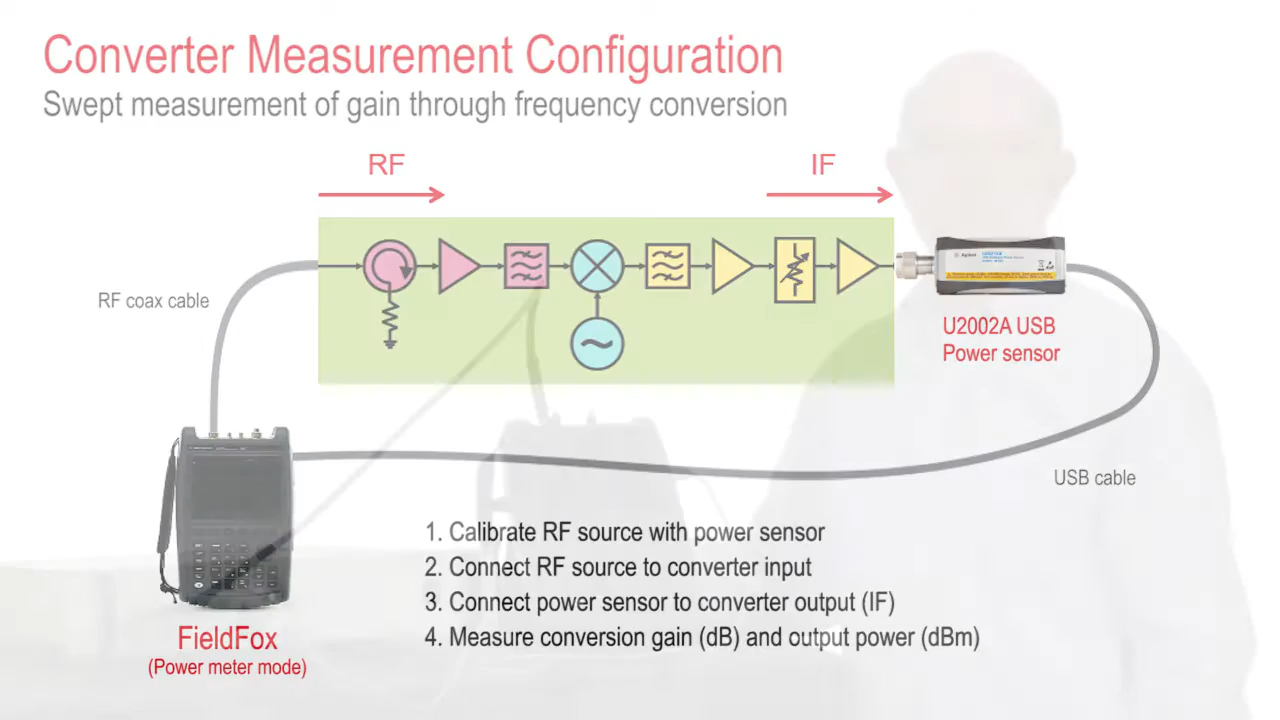 Converter Measurement Configuration
Swept measurement of gain through frequency conversion
RF
IF
RF coax cable
Agilent
U2002A USB
Power sensor
USB cable
1. Calibrate RF source with power sensor
2. Connect RF source to converter input
3. Connect power sensor to converter output (IF)
4. Measure conversion gain (dB) and output power (dBm)
FieldFox
(Power meter mode)